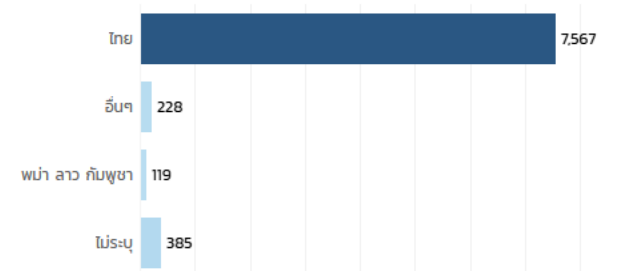 ไทย 7,567
อื่นๆ 228
พม่า ลาว กัมพูชา 119
ไม่ระบุ 385